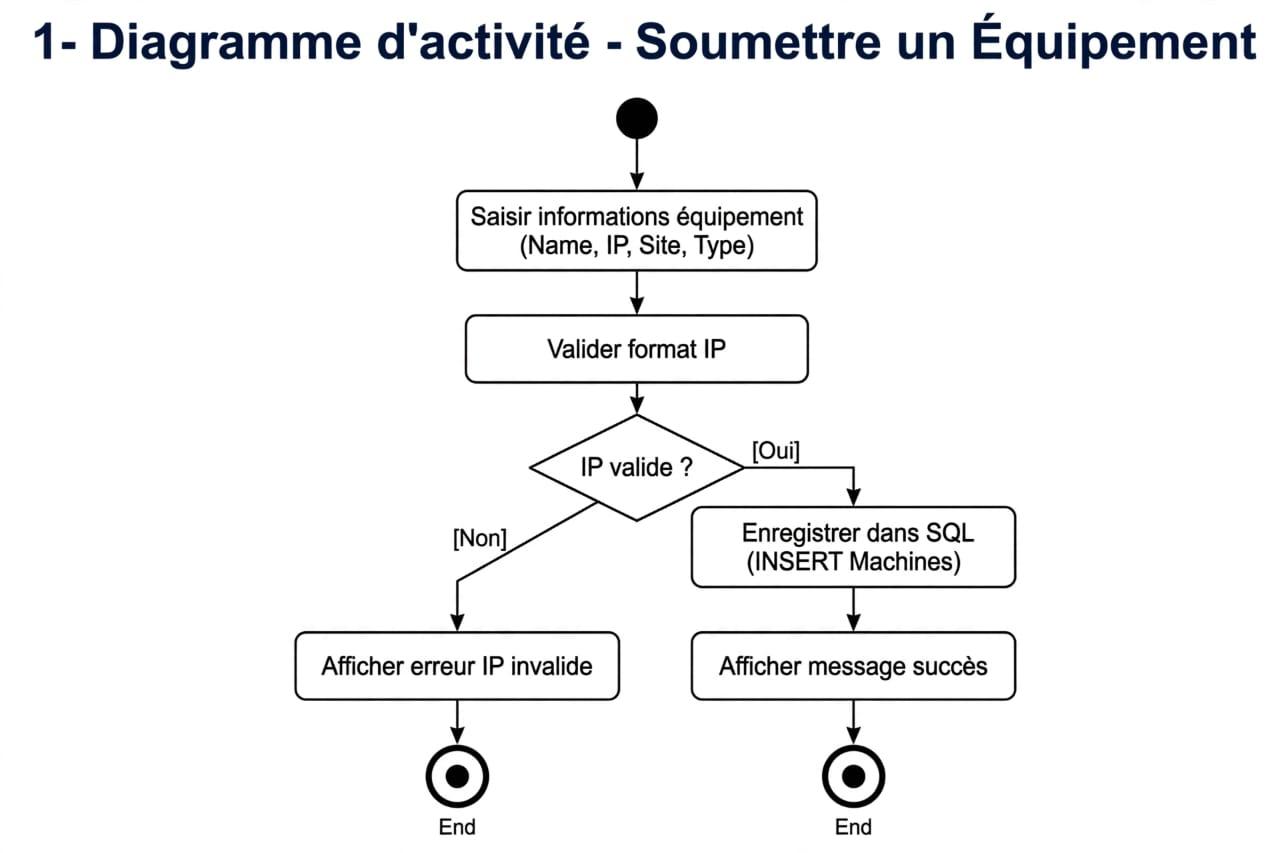 1- Diagramme d'activité - Soumettre un Équipement
Saisir informations équipement
(Name, IP, Site, Type)
Valider format IP
IP valide ?
[Oui]
[Non]
Enregistrer dans SQL
(INSERT Machines)
Afficher erreur IP invalide
Afficher message succès
End
End